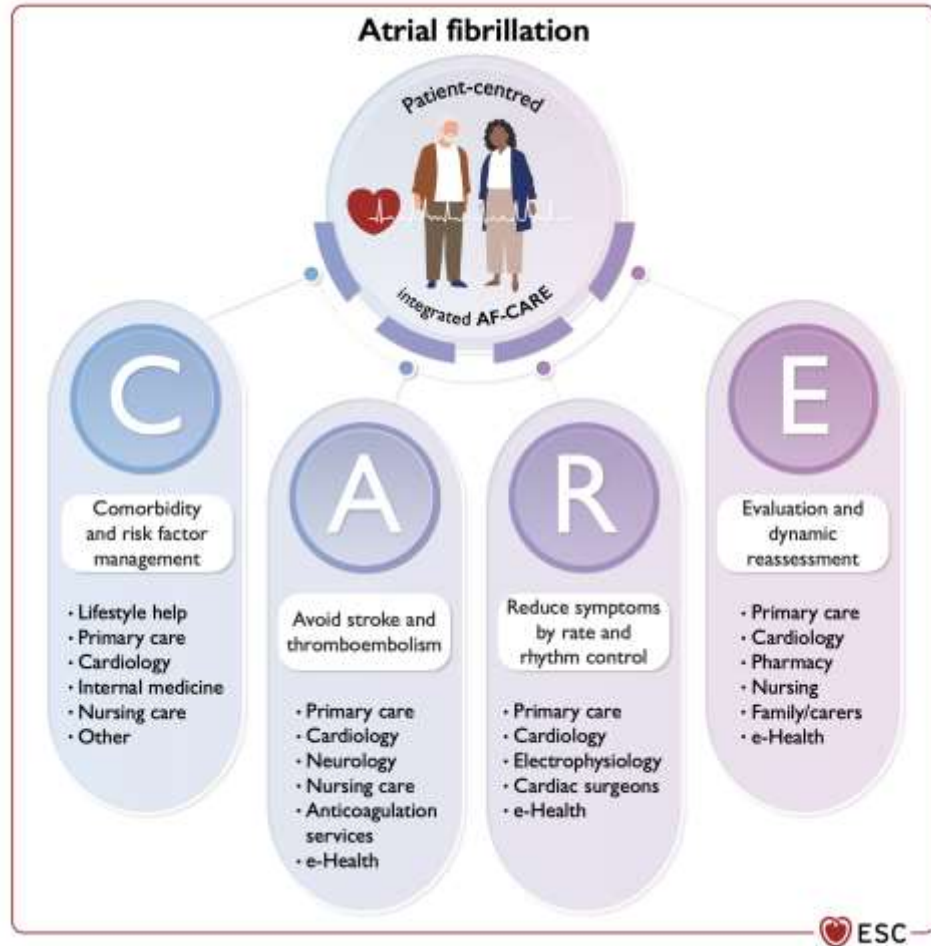 Atrial fibrillation
Patient-centred
integrated AF-CARE
C
Comorbidity
and risk factor
management
· Lifestyle help
· Primary care
· Cardiology
· Internal medicine
· Nursing care
· Other
A
Avoid stroke and
thromboembolism
· Primary care
· Cardiology
· Neurology
· Nursing care
· Anticoagulation
services
· e-Health
R
Reduce symptoms
by rate and
rhythm control
· Primary care
· Cardiology
· Electrophysiology
· Cardiac surgeons
· e-Health
E
Evaluation and
dynamic
reassessment
· Primary care
· Cardiology
· Pharmacy
· Nursing
· Family/carers
· e-Health
ESC